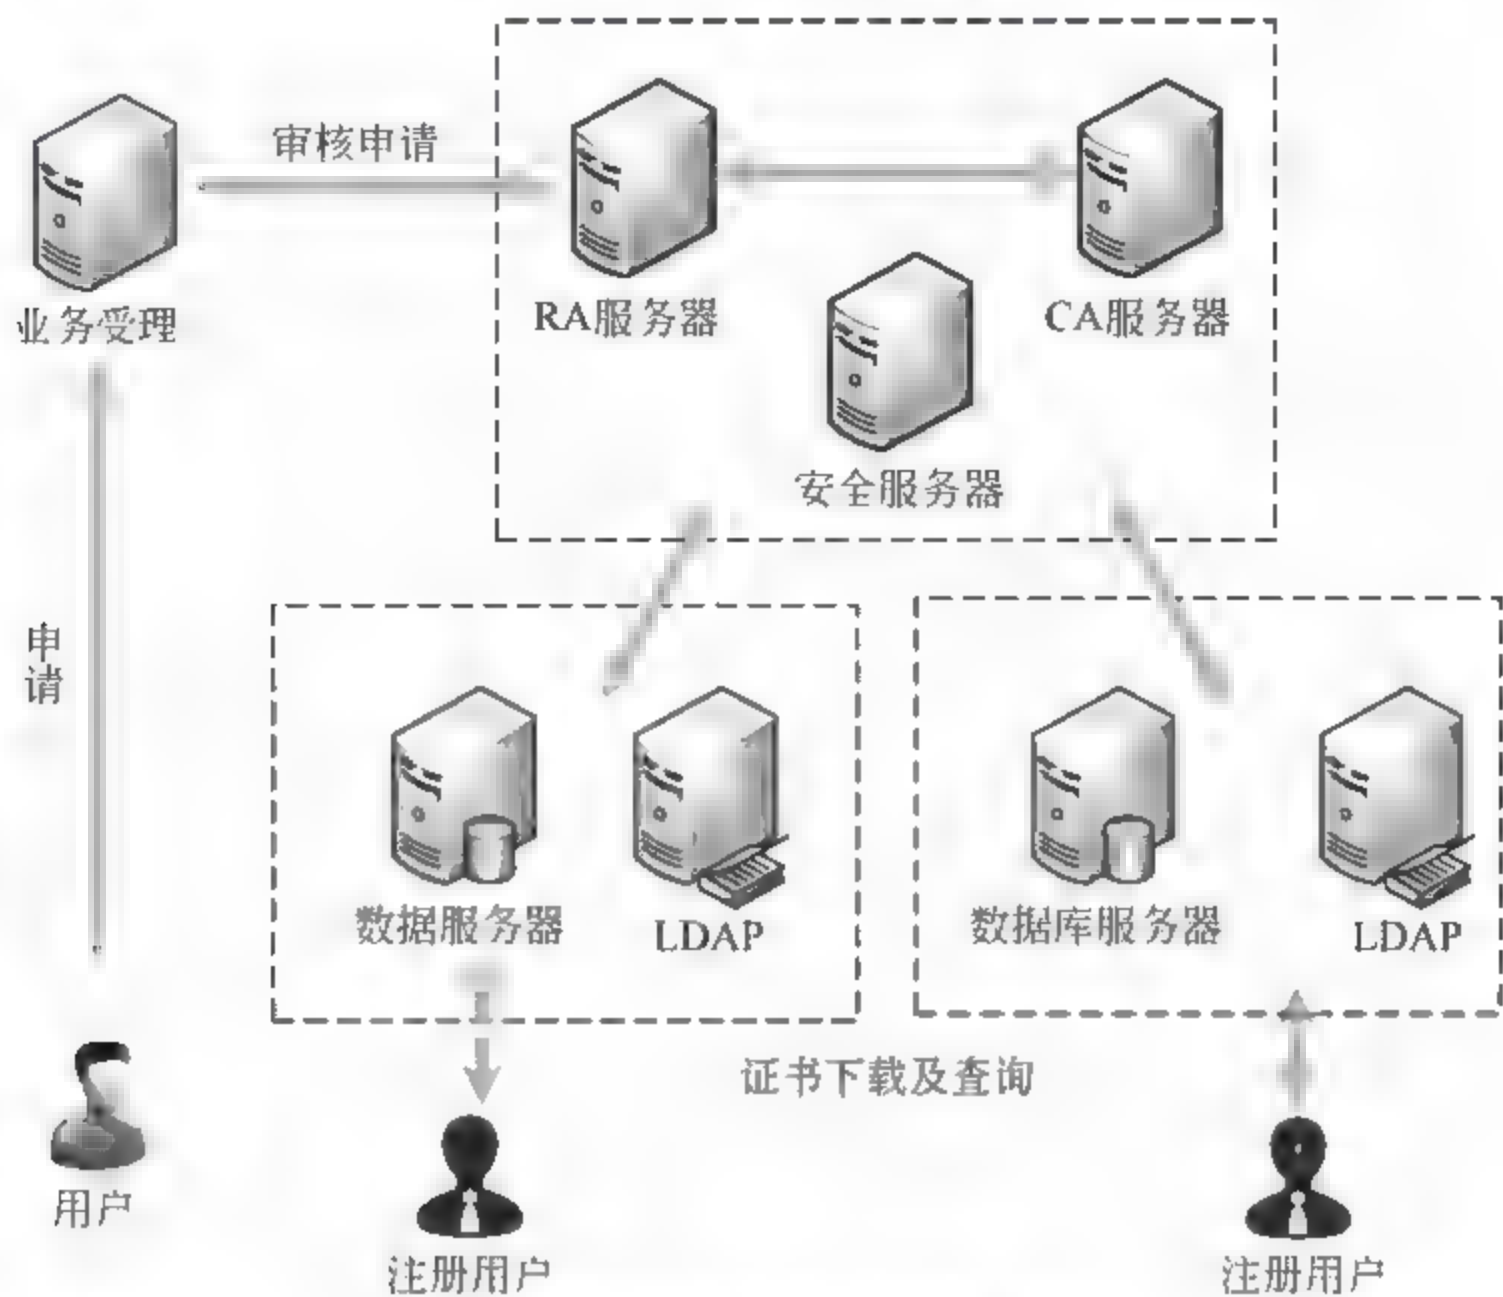 审核申请
业务受理
RA服务器
CA服务器
安全服务器
申请
数据服务器
LDAP
数据库服务器
LDAP
证书下载及查询
用户
注册用户
注册用户